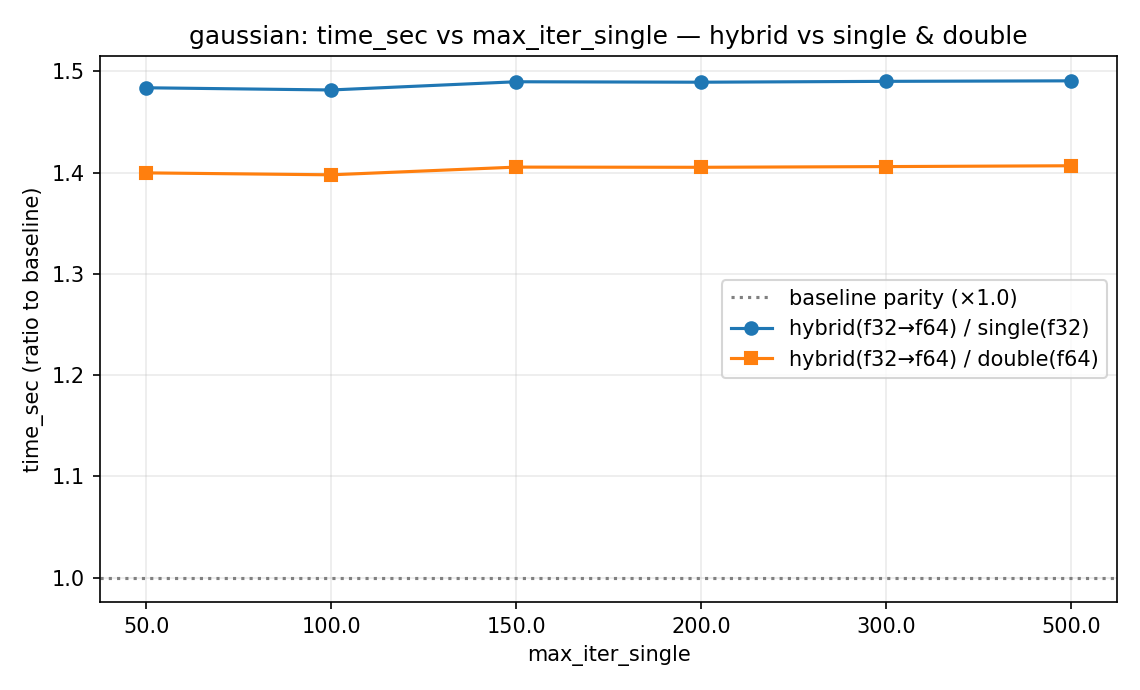 gaussian: time_sec vs max_iter_single — hybrid vs single & double
time_sec (ratio to baseline)
1.5
1.4
1.3
1.2
1.1
1.0
baseline parity (×1.0)
hybrid(f32→f64) / single(f32)
hybrid(f32→f64) / double(f64)
50.0 100.0 150.0 200.0 300.0 500.0
max_iter_single